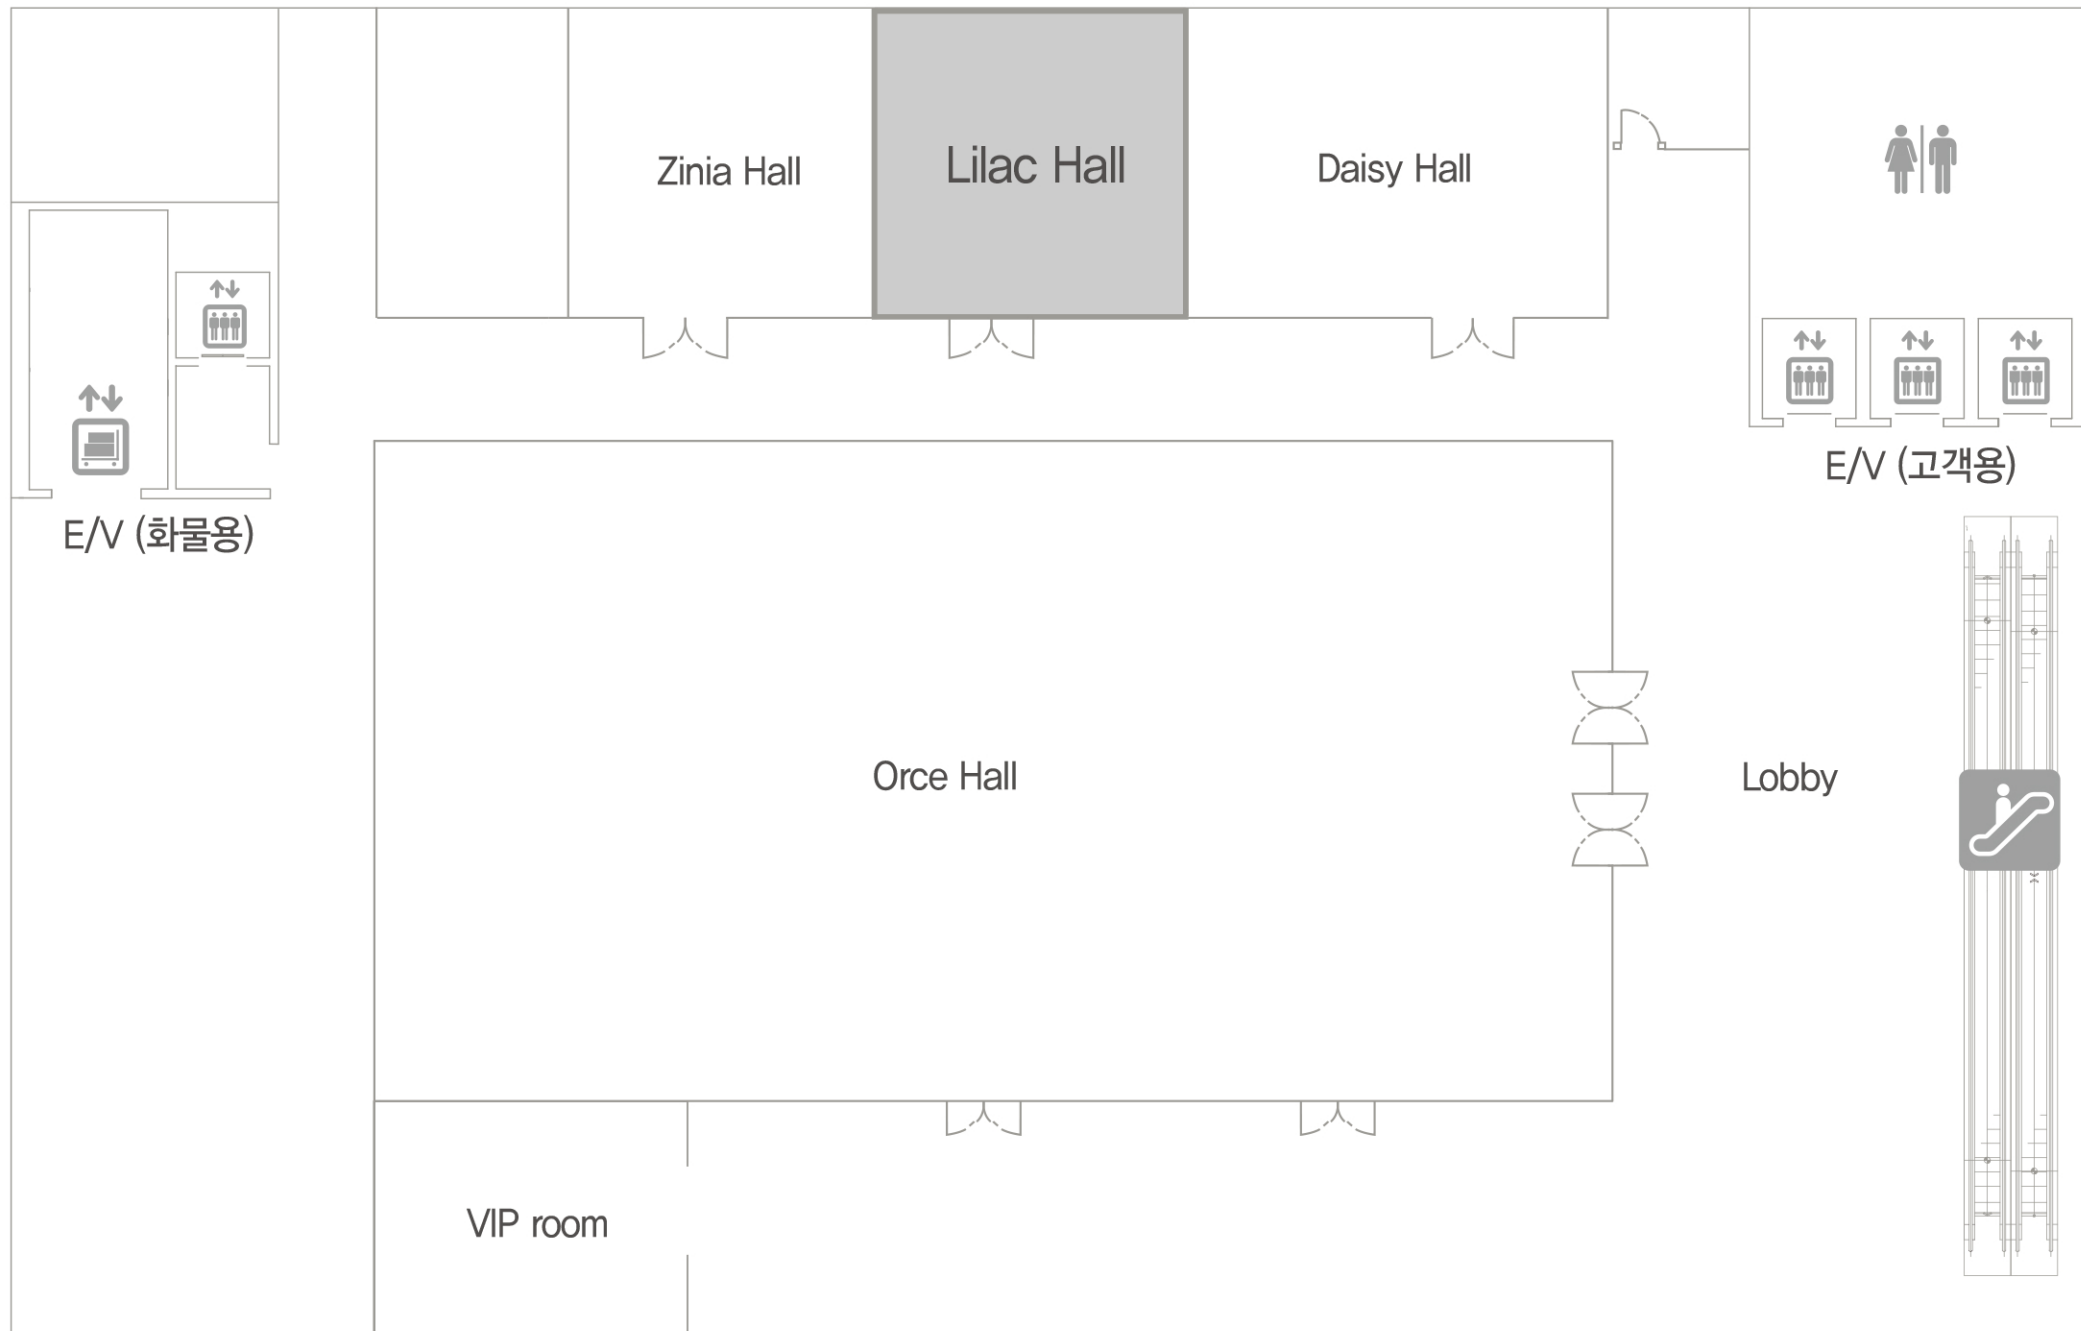 Zinia Hall
Lilac Hall
Daisy Hall
E/V (고객용)
E/V (화물용)
Orce Hall
Lobby
VIP room